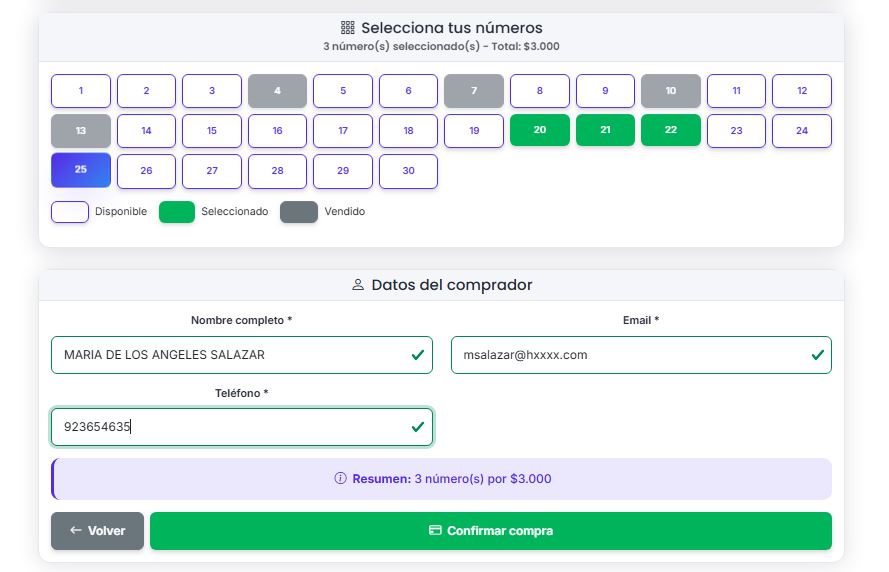 Selecciona tus números
3 número(s) seleccionado(s) - Total: $3.000
1 2 3 4 5 6 7 8 9 10 11 12
13 14 15 16 17 18 19 20 21 22 23 24
25 26 27 28 29 30
Disponible Seleccionado Vendido
Datos del comprador
Nombre completo * Email *
MARIA DE LOS ANGELES SALAZAR msalazar@hxxxx.com
Teléfono *
923654635
Resumen: 3 número(s) por $3.000
← Volver Confirmar compra